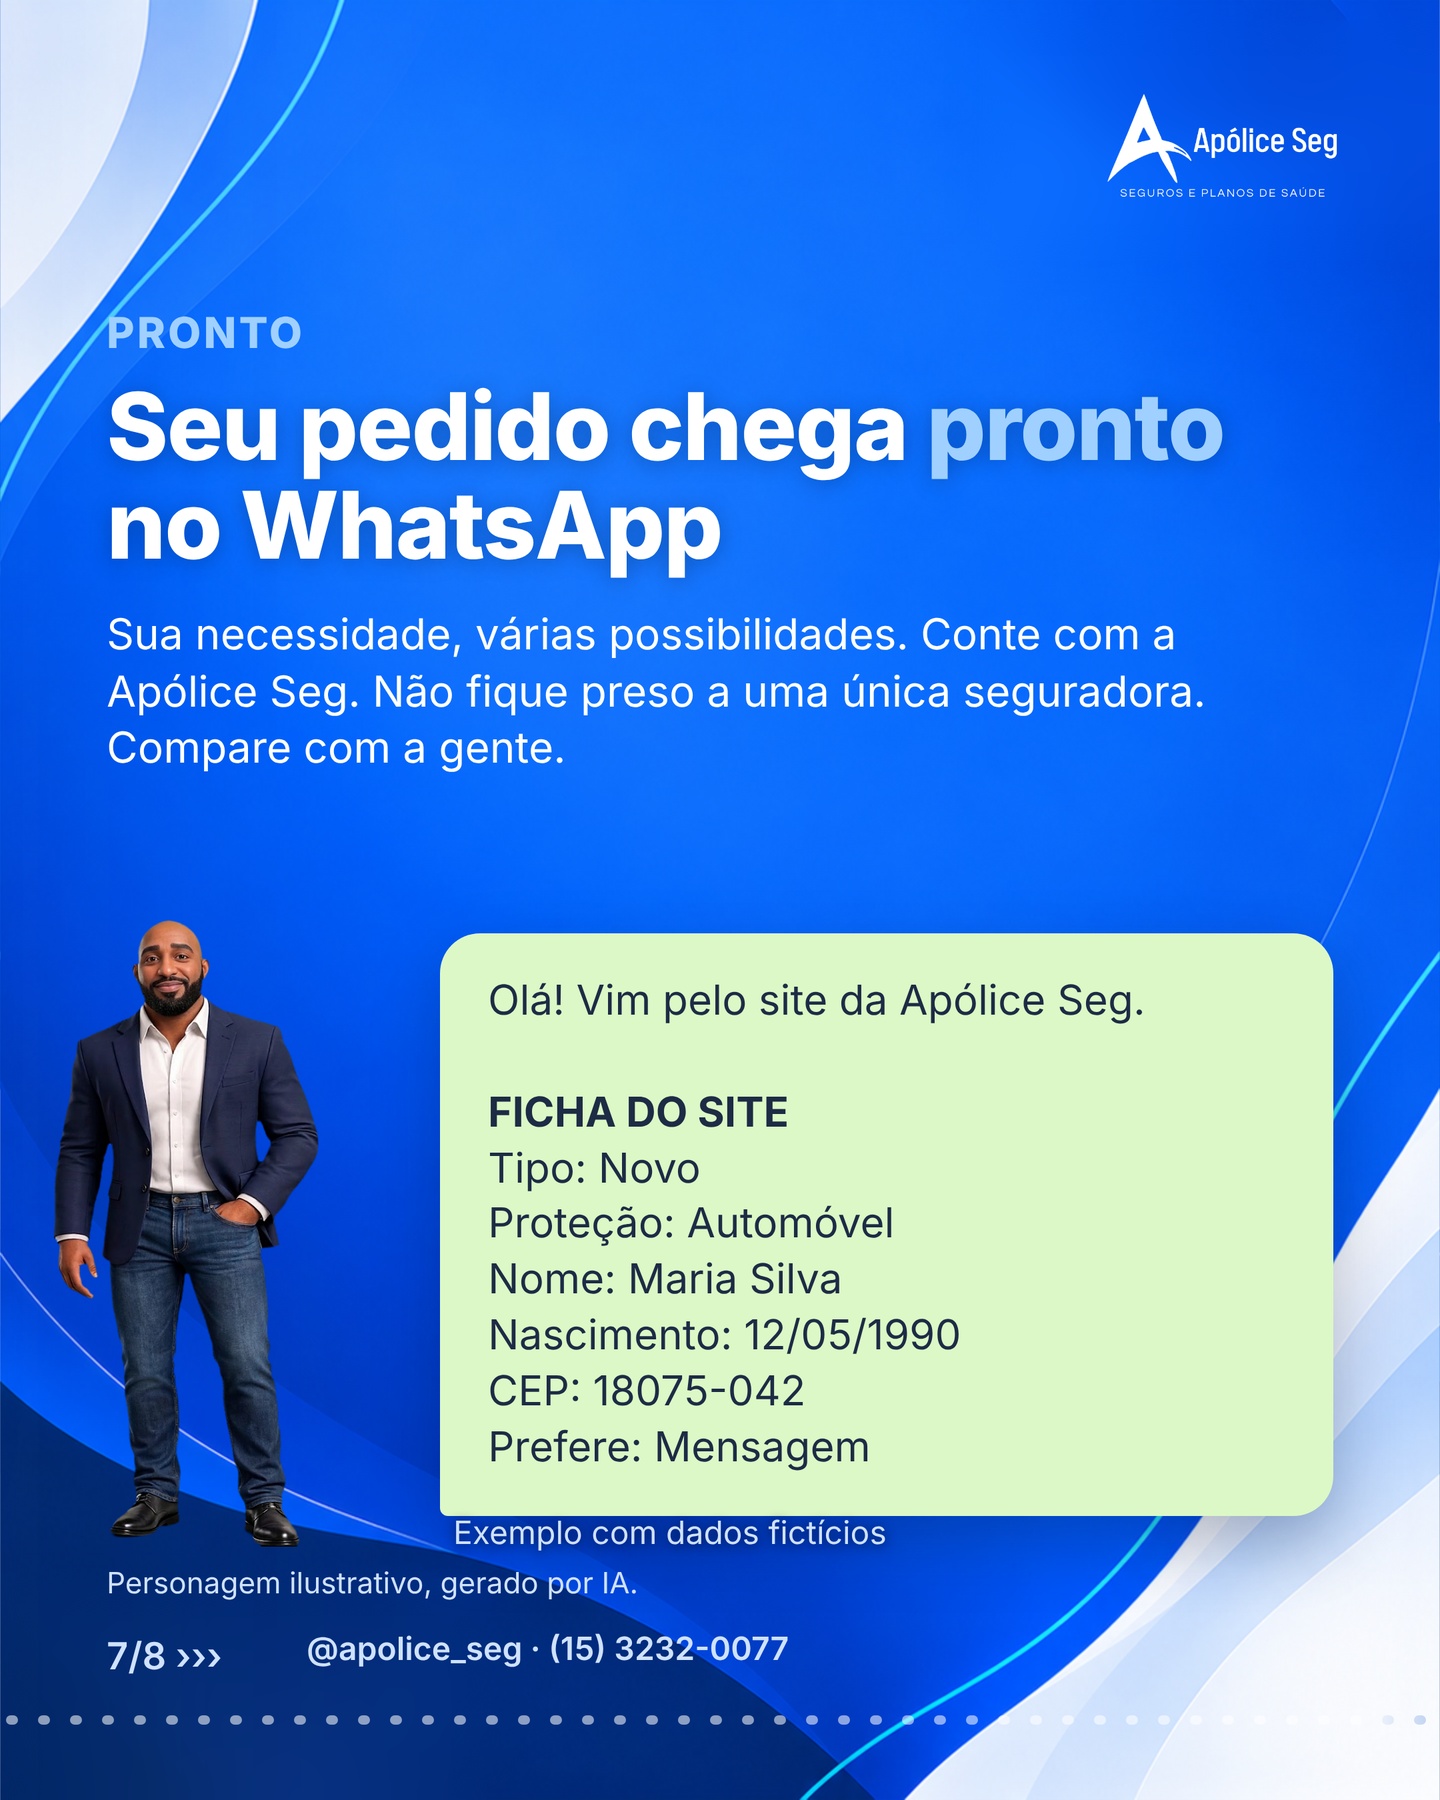 Apólice Seg
SEGUROS E PLANOS DE SAÚDE
PRONTO
Seu pedido chega pronto
no WhatsApp
Sua necessidade, várias possibilidades. Conte com a
Apólice Seg. Não fique preso a uma única seguradora.
Compare com a gente.
Olá! Vim pelo site da Apólice Seg.
FICHA DO SITE
Tipo: Novo
Proteção: Automóvel
Nome: Maria Silva
Nascimento: 12/05/1990
CEP: 18075-042
Prefere: Mensagem
Exemplo com dados fictícios
Personagem ilustrativo, gerado por IA.
7/8 ›››
@apolice_seg · (15) 3232-0077